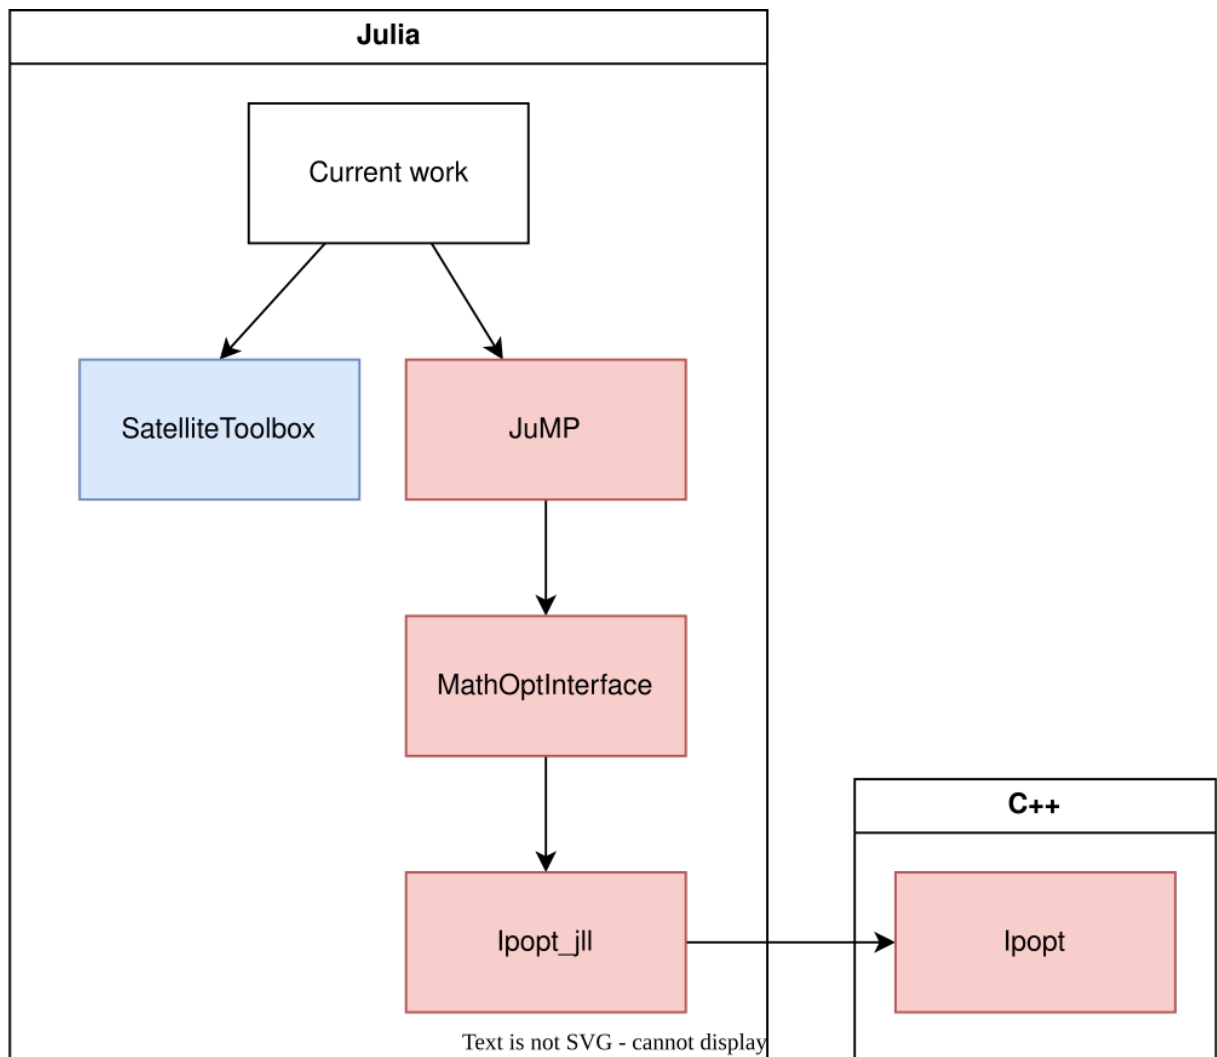 Julia
Current work
SatelliteToolbox
JuMP
MathOptInterface
C++
Ipopt_jll
Ipopt
Text is not SVG - cannot display